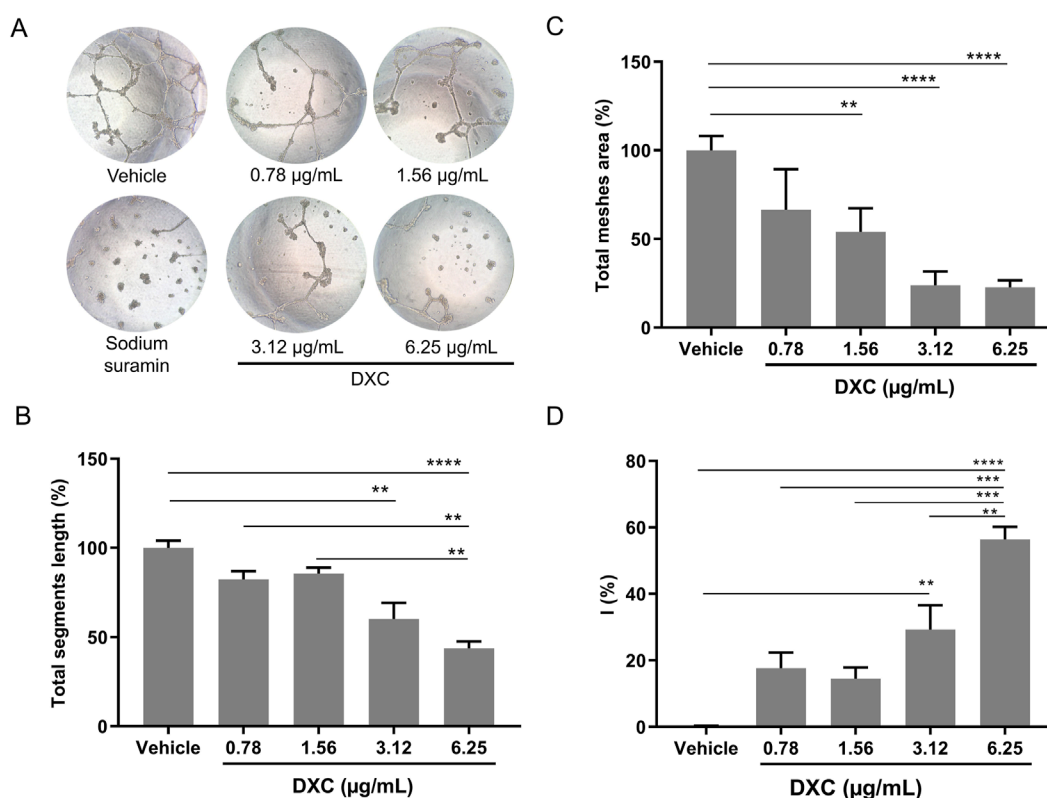 A
Vehicle
0.78 µg/mL
1.56 µg/mL
Sodium
suramin
3.12 µg/mL
6.25 µg/mL
DXC
B
Total segments length (%)
150
100
50
0
****
**
**
**
Vehicle
0.78
1.56
3.12
6.25
DXC (µg/mL)
C
Total meshes area (%)
150
100
50
0
****
****
**
Vehicle
0.78
1.56
3.12
6.25
DXC (µg/mL)
D
I (%)
80
60
40
20
0
****
***
***
**
**
Vehicle
0.78
1.56
3.12
6.25
DXC (µg/mL)